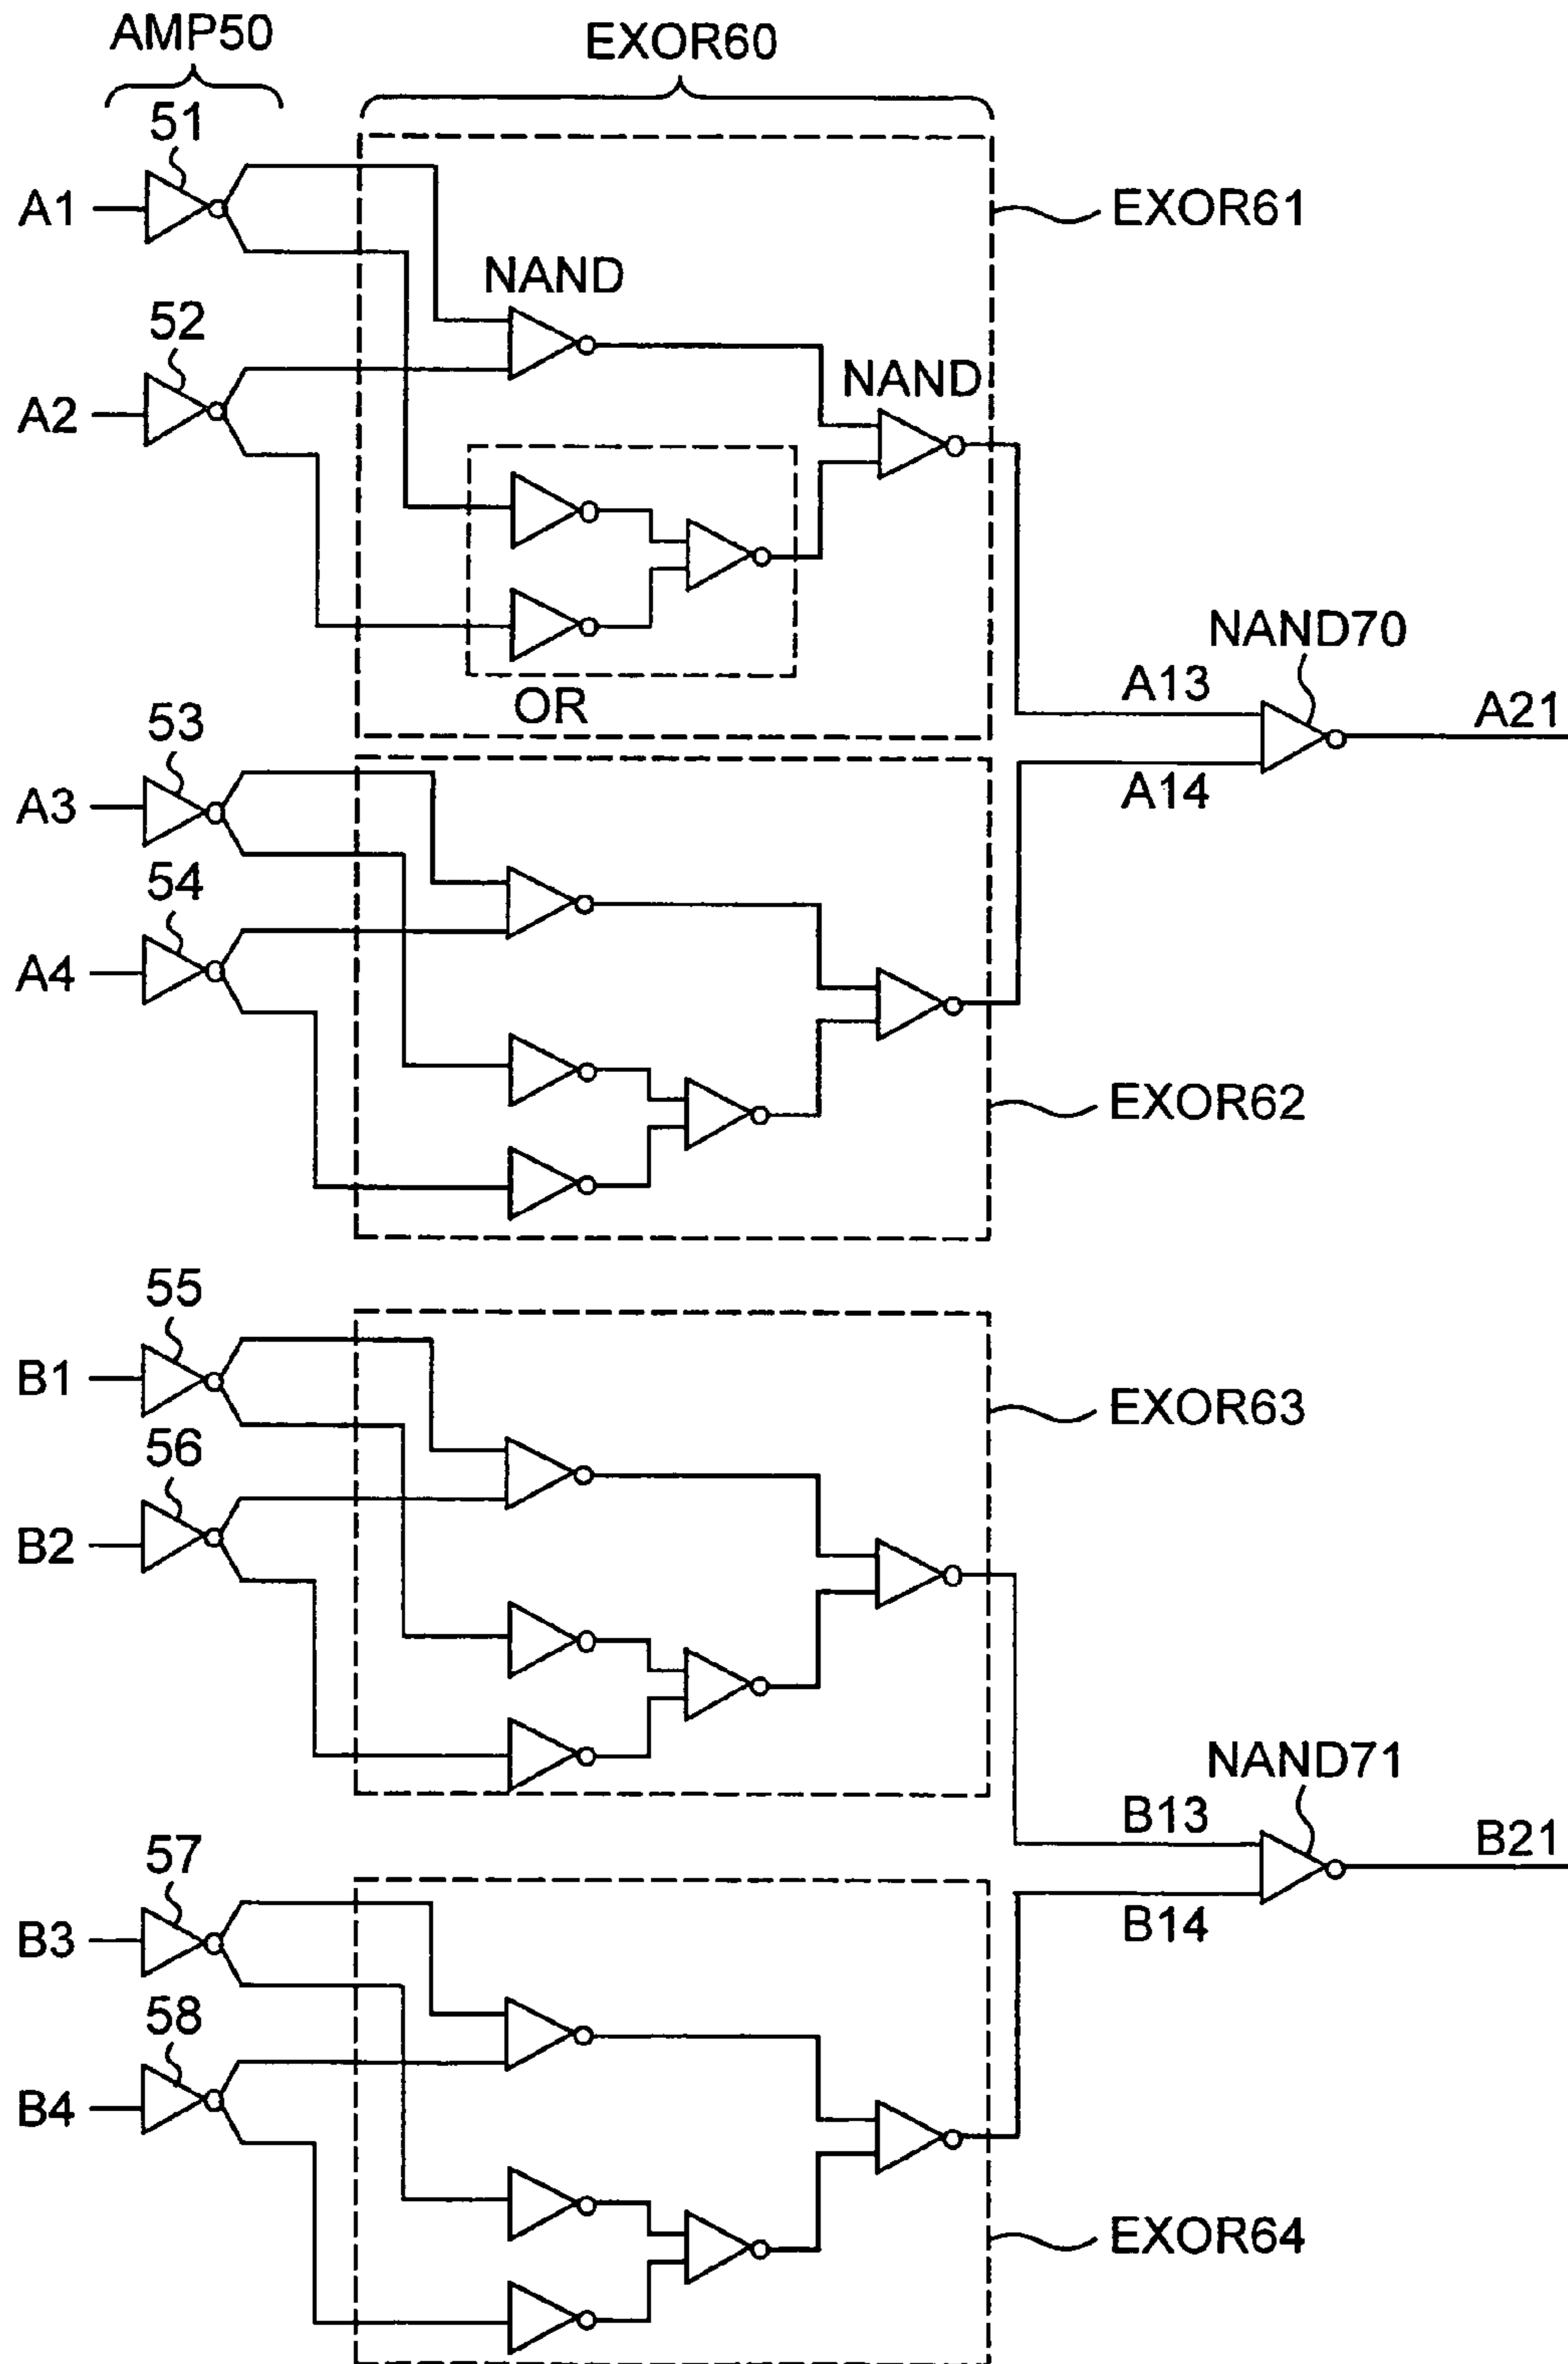 AMP50
EXOR60
51
A1
EXOR61
NAND
52
A2
NAND
OR
NAND70
A13
A21
A14
53
A3
54
A4
EXOR62
55
B1
EXOR63
56
B2
NAND71
B13
B21
B14
57
B3
58
B4
EXOR64